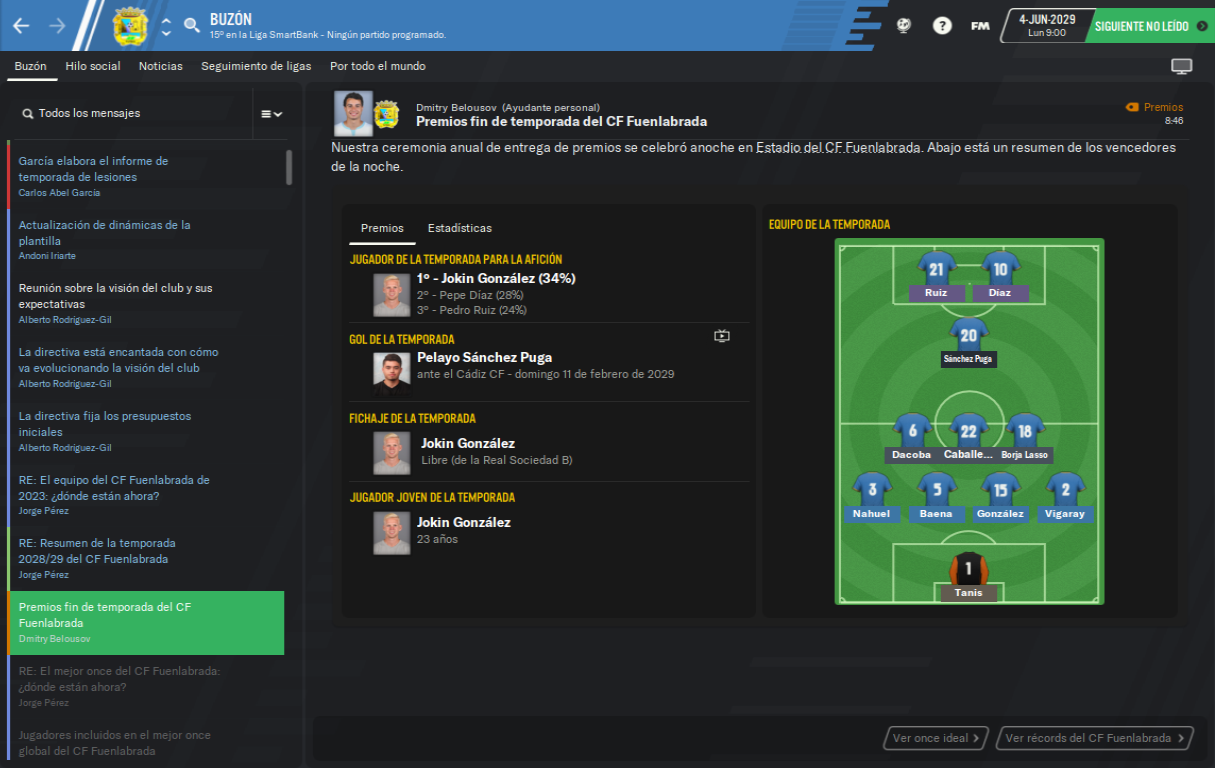 BUZÓN
15º en la Liga SmartBank - Ningún partido programado.
?
FM
4-JUN-2029
Lun 9:00
SIGUIENTE NO LEÍDO
Buzón
Hilo social
Noticias
Seguimiento de ligas
Por todo el mundo
Todos los mensajes
García elabora el informe de
temporada de lesiones
Carlos Abel García
Actualización de dinámicas de la
plantilla
Andoni Iriarte
Reunión sobre la visión del club y sus
expectativas
Alberto Rodríguez-Gil
La directiva está encantada con cómo
va evolucionando la visión del club
Alberto Rodríguez-Gil
La directiva fija los presupuestos
iniciales
Alberto Rodríguez-Gil
RE: El equipo del CF Fuenlabrada de
2023: ¿dónde están ahora?
Jorge Pérez
RE: Resumen de la temporada
2028/29 del CF Fuenlabrada
Jorge Pérez
Premios fin de temporada del CF
Fuenlabrada
Dmitry Belousov
RE: El mejor once del CF Fuenlabrada:
¿dónde están ahora?
Jorge Pérez
Jugadores incluidos en el mejor once
global del CF Fuenlabrada
Dmitry Belousov (Ayudante personal)
Premios fin de temporada del CF Fuenlabrada
Premios
8:46
Nuestra ceremonia anual de entrega de premios se celebró anoche en Estadio del CF Fuenlabrada. Abajo está un resumen de los vencedores
de la noche.
Premios
Estadísticas
JUGADOR DE LA TEMPORADA PARA LA AFICIÓN
1º - Jokin González (34%)
2º - Pepe Díaz (28%)
3º - Pedro Ruiz (24%)
GOL DE LA TEMPORADA
Pelayo Sánchez Puga
ante el Cádiz CF - domingo 11 de febrero de 2029
FICHAJE DE LA TEMPORADA
Jokin González
Libre (de la Real Sociedad B)
JUGADOR JOVEN DE LA TEMPORADA
Jokin González
23 años
EQUIPO DE LA TEMPORADA
21
10
Ruiz
Díaz
20
Sánchez Puga
6
22
18
Dacoba
Caballe...
Borja Lasso
3
5
15
2
Nahuel
Baena
González
Vigaray
1
Tanis
Ver once ideal
Ver récords del CF Fuenlabrada